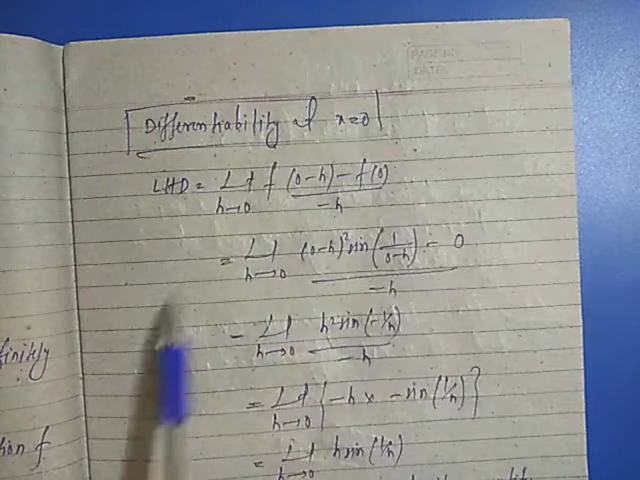 PAGE NO.
DATE:
Differentiability at x=0
LHD = Lt h→0 f(0-h) - f(0) / -h
= Lt h→0 (0-h)² sin(1/0-h) - 0 / -h
= Lt h→0 h² sin(-1/h) / -h
= Lt h→0 {-h x - sin(1/h)}
= Lt h→0 h sin(1/h)
finitely
tion f